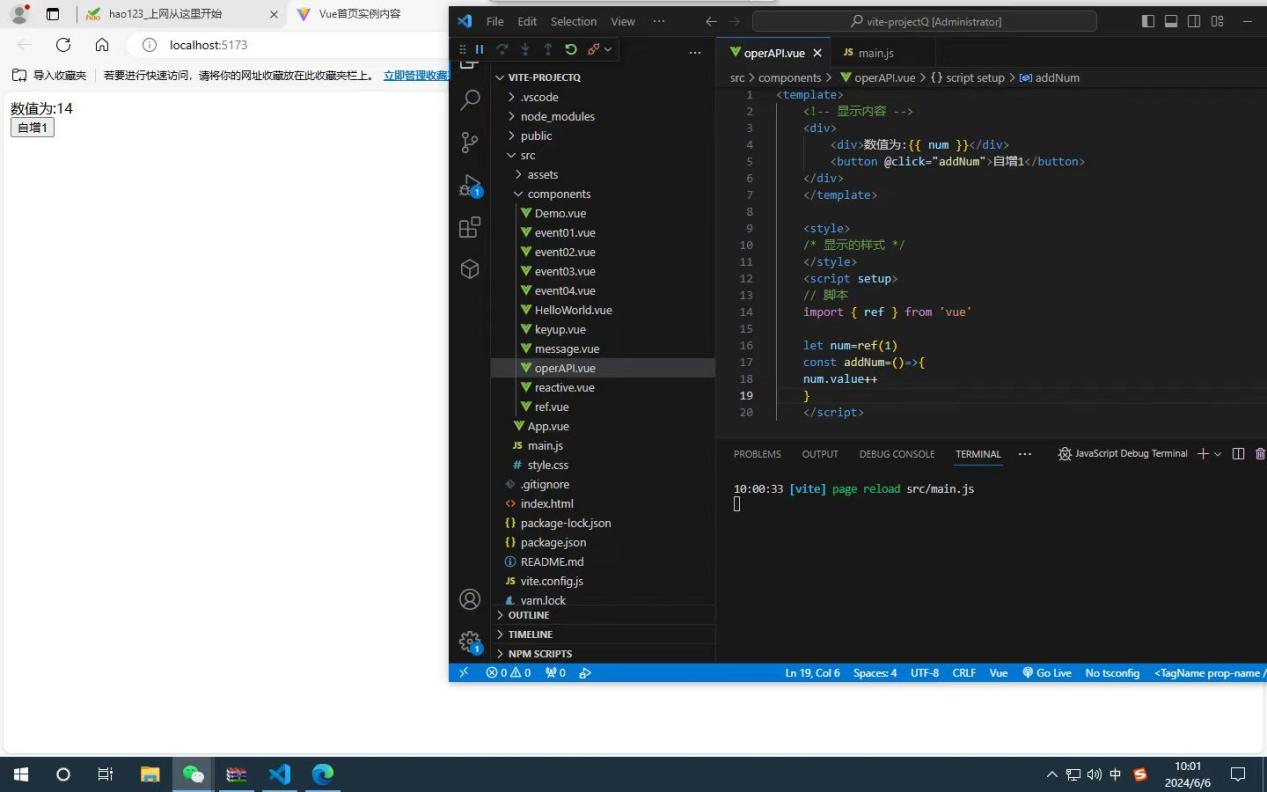 hao123_上网从这里开始
Vue首页实例内容
localhost:5173
导入收藏夹
若要进行快速访问，请将你的网址收藏放在此收藏夹栏上。 立即管理收藏
数值为:14
自增1
File Edit Selection View ···
vite-projectQ [Administrator]
VITE-PROJECTQ
.vscode
node_modules
public
src
assets
components
Demo.vue
event01.vue
event02.vue
event03.vue
event04.vue
HelloWorld.vue
keyup.vue
message.vue
operAPI.vue
reactive.vue
ref.vue
App.vue
JS main.js
# style.css
.gitignore
<> index.html
{} package-lock.json
{} package.json
README.md
JS vite.config.js
yarn.lock
OUTLINE
TIMELINE
NPM SCRIPTS
operAPI.vue JS main.js
src > components > operAPI.vue > {} script setup > addNum
1 <template>
2 <!-- 显示内容 -->
3 <div>
4 <div>数值为:{{ num }}</div>
5 <button @click="addNum">自增1</button>
6 </div>
7 </template>
8
9 <style>
10 /* 显示的样式 */
11 </style>
12 <script setup>
13 // 脚本
14 import { ref } from 'vue'
15
16 let num=ref(1)
17 const addNum=()=>{
18 num.value++
19 }
20 </script>
PROBLEMS OUTPUT DEBUG CONSOLE TERMINAL ··· JavaScript Debug Terminal
10:00:33 [vite] page reload src/main.js
0 0 0 Ln 19, Col 6 Spaces: 4 UTF-8 CRLF Vue Go Live No tsconfig <TagName prop-name /
中
10:01
2024/6/6